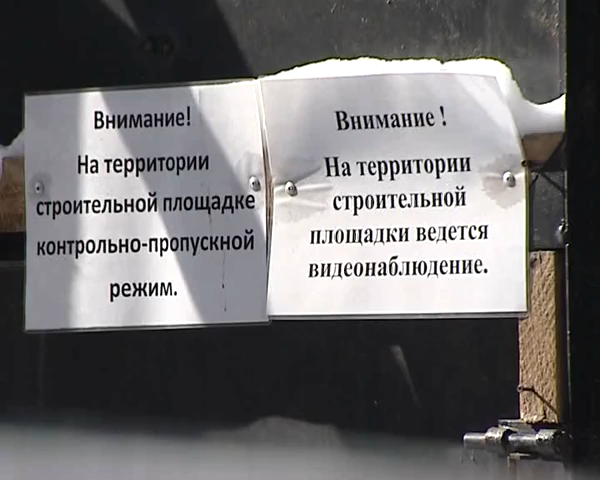 Внимание!
На территории
строительной площадке
контрольно-пропускной
режим.
Внимание !
На территории
строительной
площадки ведется
видеонаблюдение.